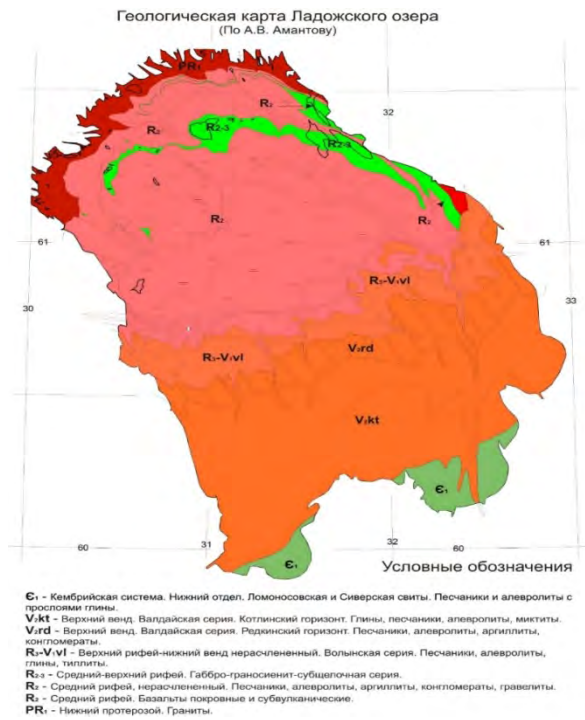 Геологическая карта Ладожского озера
(По А.В. Амантову)
PR₁
R₂
32
R₂
R₂₋₃
R₂₋₃
R₂
R₂
61
61
R₃-V₁vl
30
33
R₃-V₁vl
V₂rd
V₂kt
Є₁
31
32
60
60
Є₁
Условные обозначения
Є₁ - Кембрийская система. Нижний отдел. Ломоносовская и Сиверская свиты. Песчаники и алевролиты с
прослоями глины.
V₂kt - Верхний венд. Валдайская серия. Котлинский горизонт. Глины, песчаники, алевролиты, миктиты.
V₂rd - Верхний венд. Валдайская серия. Редкинский горизонт. Песчаники, алевролиты, аргиллиты,
конгломераты.
R₃-V₁vl - Верхний рифей-нижний венд нерасчлененный. Волынская серия. Песчаники, алевролиты,
глины, тиллиты.
R₂₋₃ - Средний-верхний рифей. Габбро-граносиенит-субщелочная серия.
R₂ - Средний рифей, нерасчлененный. Песчаники, алевролиты, аргиллиты, конгломераты, гравелиты.
R₂ - Средний рифей. Базальты покровные и субвулканические.
PR₁ - Нижний протерозой. Граниты.